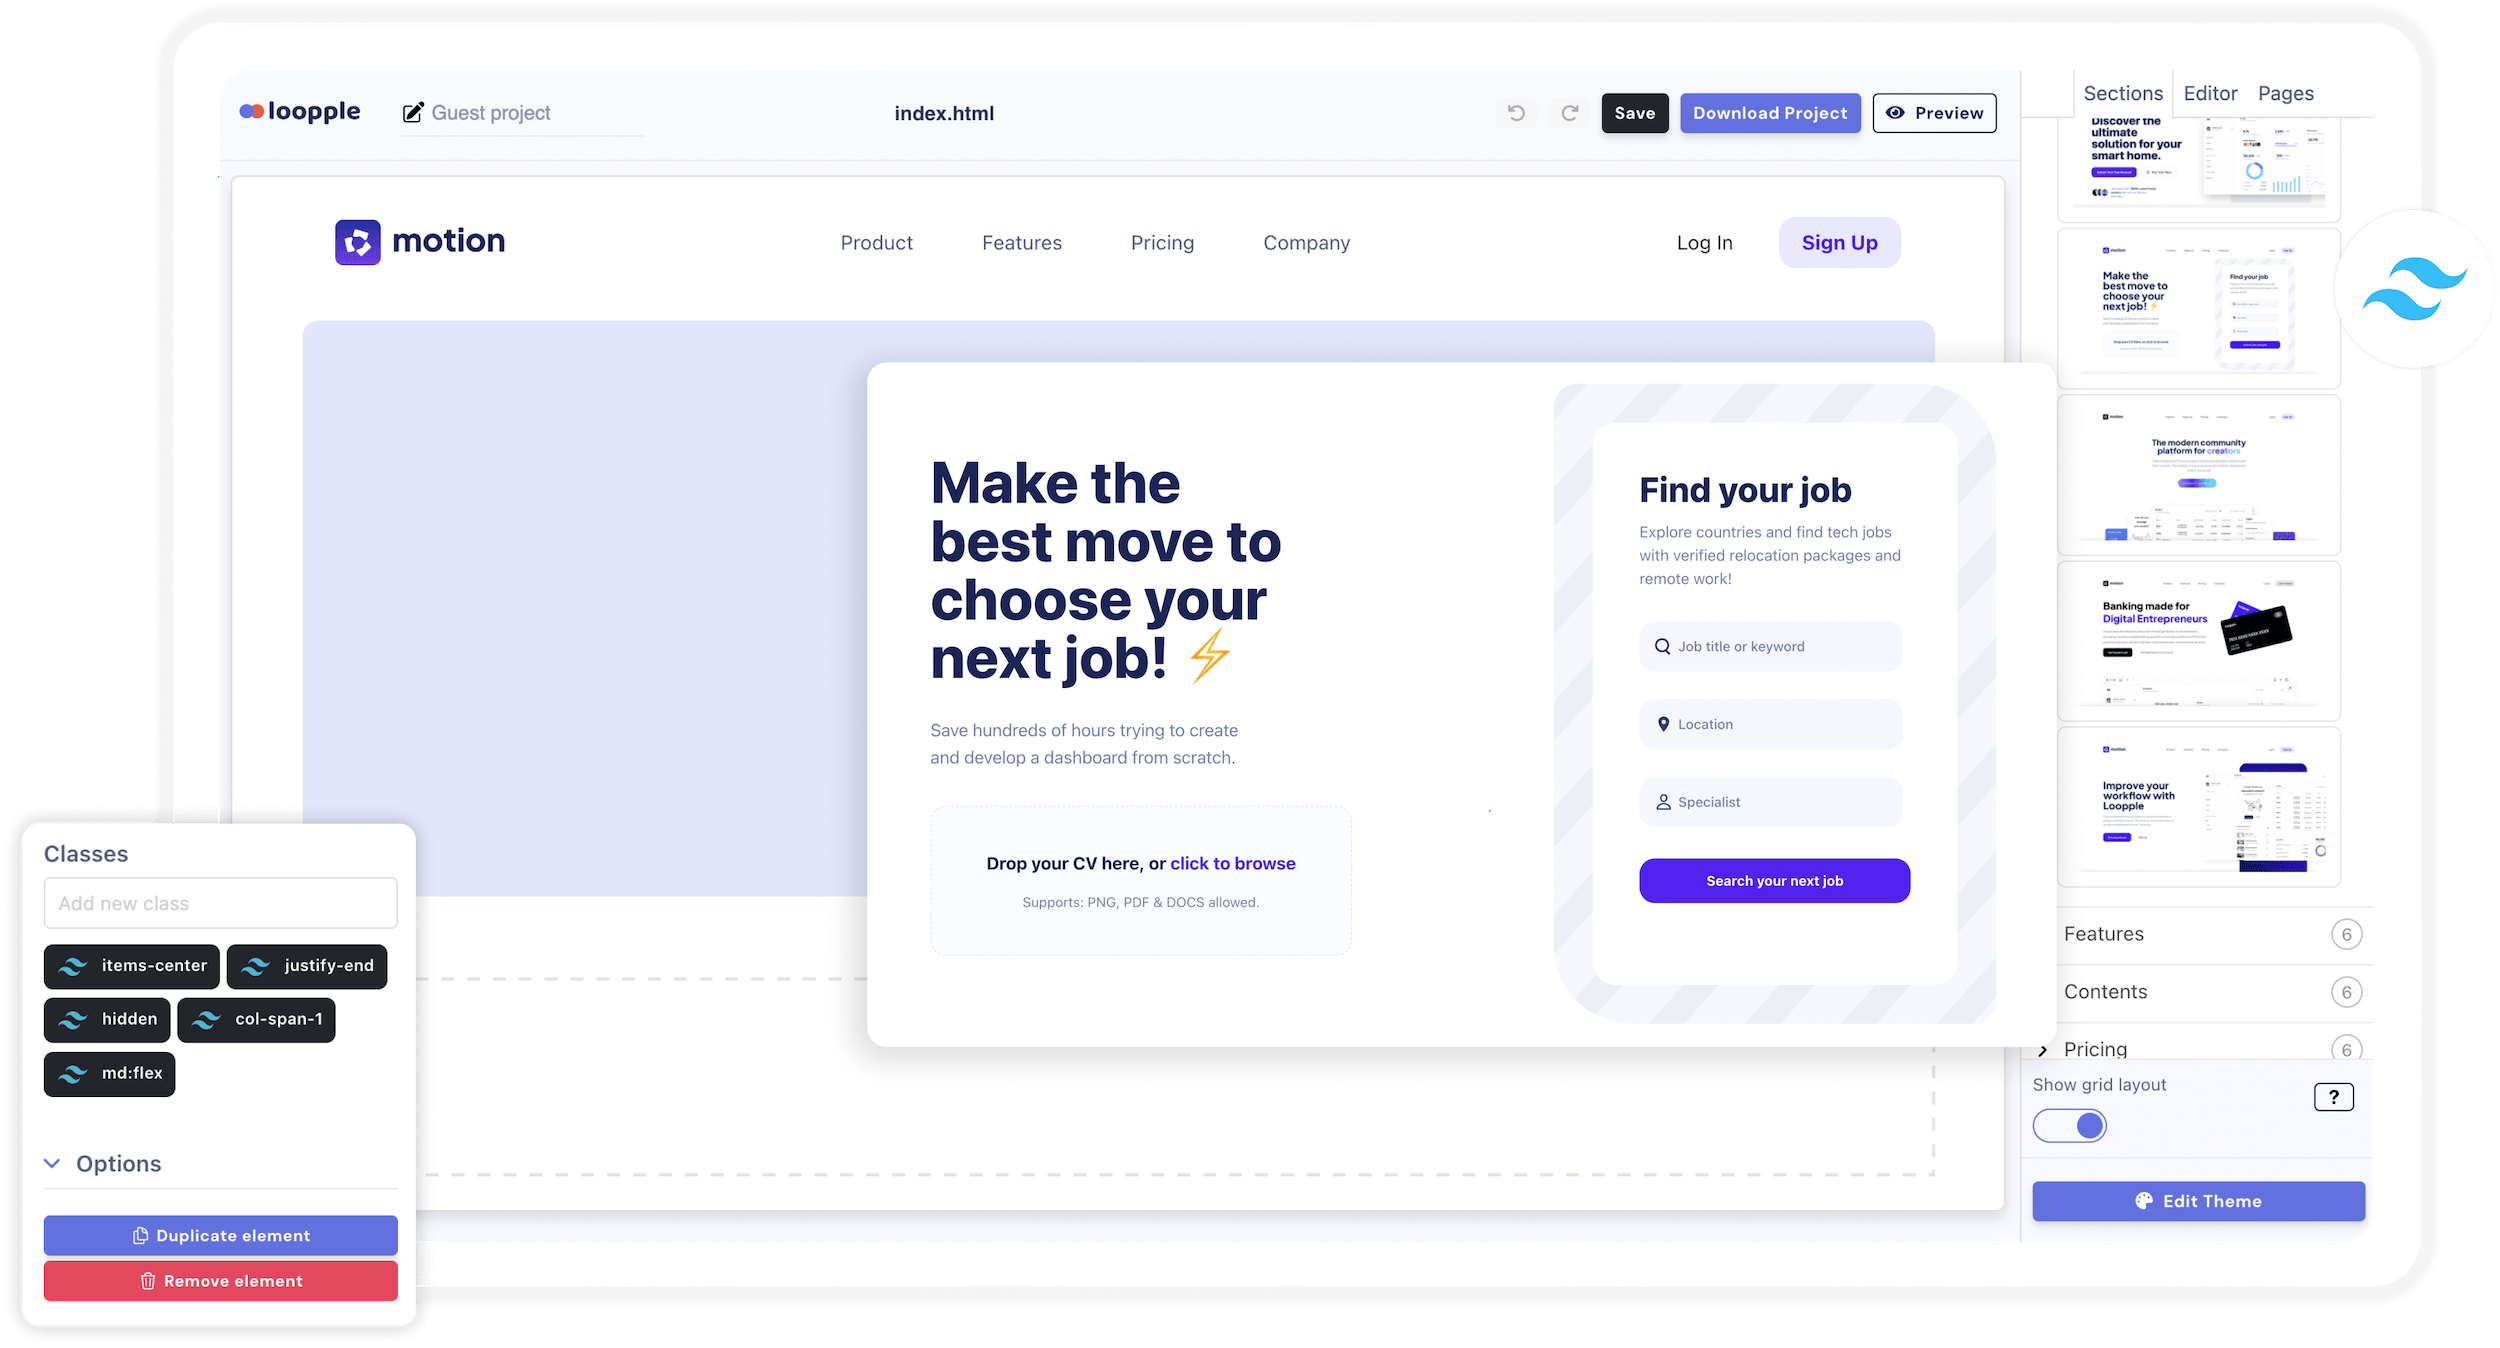 loopple
Guest project
index.html
Save
Download Project
Preview
Sections
Editor
Pages
motion
Product
Features
Pricing
Company
Log In
Sign Up
Make the
best move to
choose your
next job! ⚡
Save hundreds of hours trying to create
and develop a dashboard from scratch.
Drop your CV here, or click to browse
Supports: PNG, PDF & DOCS allowed.
Find your job
Explore countries and find tech jobs
with verified relocation packages and
remote work!
Job title or keyword
Location
Specialist
Search your next job
Discover the
ultimate
solution for your
smart home.
motion
Make the
best move to
choose your
next job! ⚡
Find your job
motion
The modern community
platform for creators
motion
Banking made for
Digital Entrepreneurs
motion
Improve your
workflow with
Loopple
Features 6
Contents 6
Pricing 6
Show grid layout
?
Edit Theme
Classes
Add new class
items-center
justify-end
hidden
col-span-1
md:flex
Options
Duplicate element
Remove element